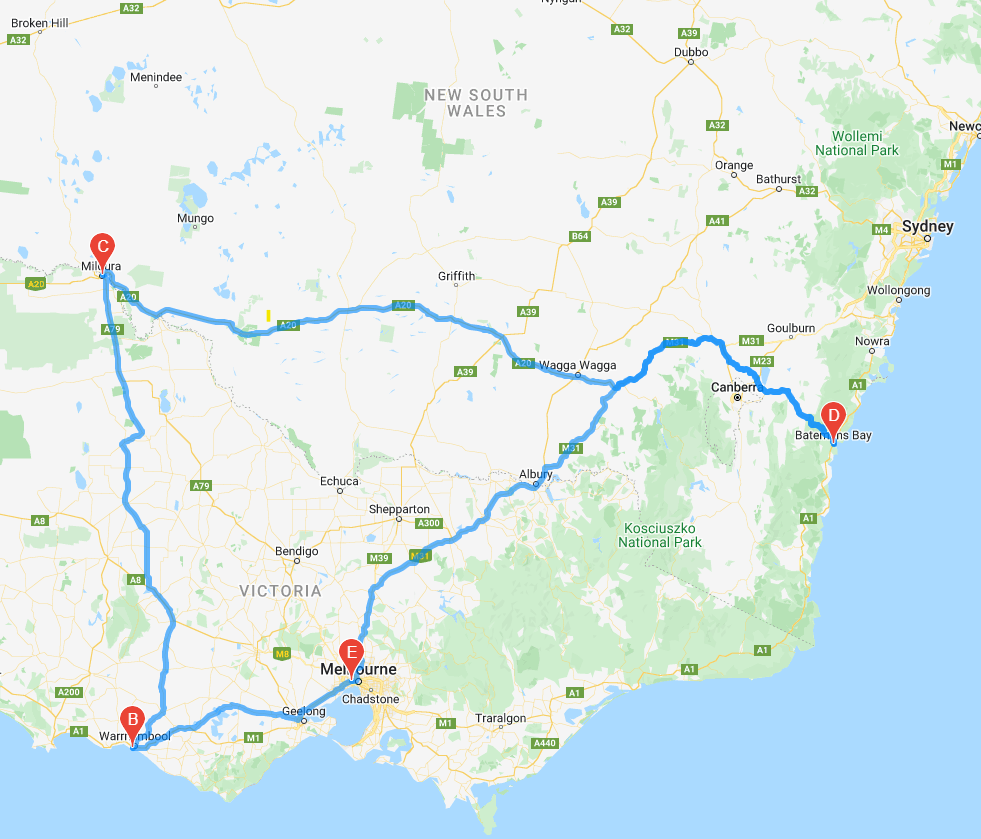 Nyngan
Broken Hill
A32
A32
A32
A39
Dubbo
Menindee
NEW SOUTH
WALES
A32
Newc
Wollemi
National Park
M1
Orange
Bathurst
A32
A39
A41
Mungo
M4
Sydney
B64
C
Mildura
A20
Griffith
A20
Wollongong
A20
A39
A20
A79
Goulburn
M31
M31
Nowra
A20
Wagga Wagga
M23
A39
A1
Canberra
D
Batemans Bay
M31
Albury
Echuca
A79
Shepparton
A8
A300
A1
Kosciuszko
National Park
Bendigo
M39
M31
A8
VICTORIA
E
M8
A1
Melbourne
A1
A200
A1
Chadstone
B
Geelong
Traralgon
A1
M1
Warrnambool
M1
A440